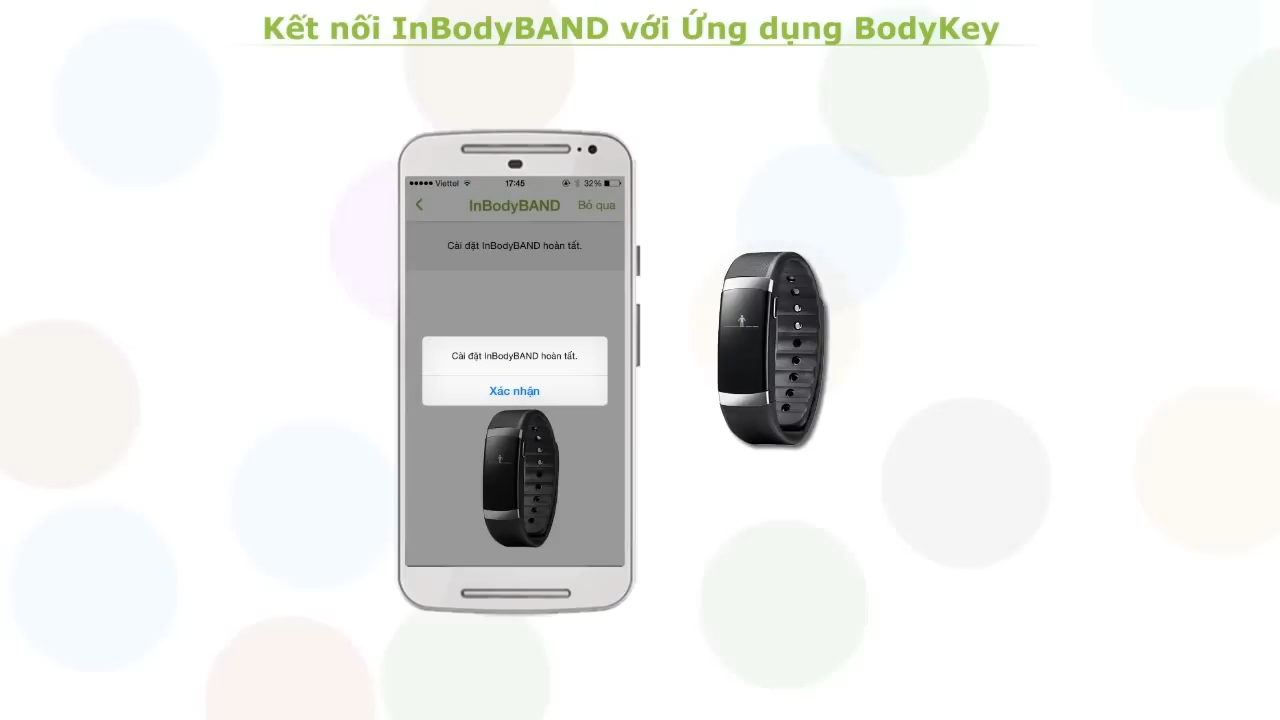 Kết nối InBodyBAND với Ứng dụng BodyKey
Viettel 17:45 32%
InBodyBAND Bỏ qua
Cài đặt InBodyBAND hoàn tất.
Cài đặt InBodyBAND hoàn tất.
Xác nhận